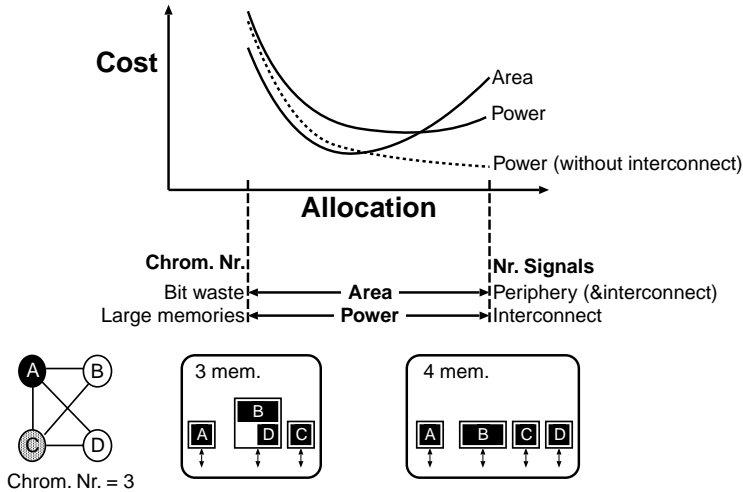 Cost
Area
Power
Power (without interconnect)
Allocation
Chrom. Nr.
Nr. Signals
Bit waste
Area
Periphery (&interconnect)
Large memories
Power
Interconnect
A
B
C
D
Chrom. Nr. = 3
3 mem.
B
A
D
C
4 mem.
A
B
C
D